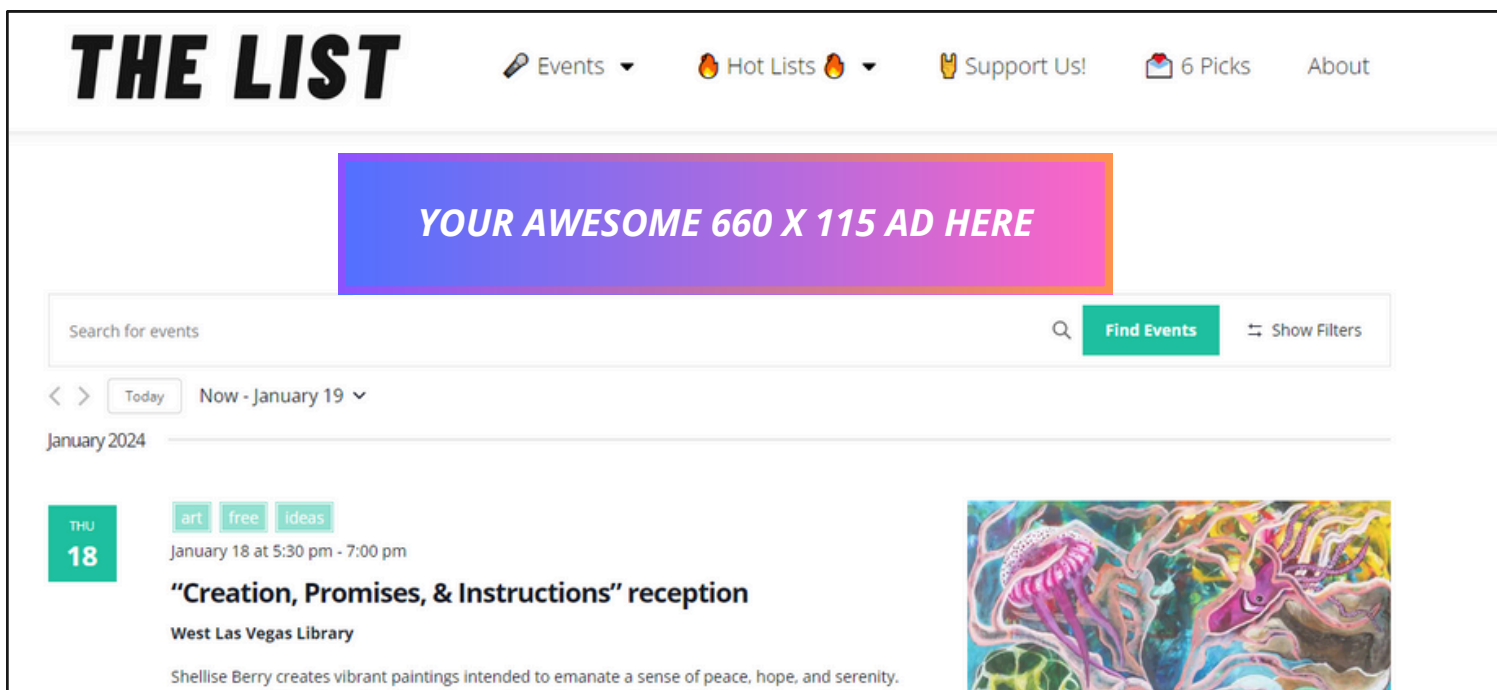 THE LIST
🎤 Events
🔥 Hot Lists 🔥
🤘 Support Us!
💌 6 Picks
About
YOUR AWESOME 660 X 115 AD HERE
Search for events
Find Events
Show Filters
Today
Now - January 19
January 2024
THU
18
art free ideas
January 18 at 5:30 pm - 7:00 pm
“Creation, Promises, & Instructions” reception
West Las Vegas Library
Shellise Berry creates vibrant paintings intended to emanate a sense of peace, hope, and serenity.